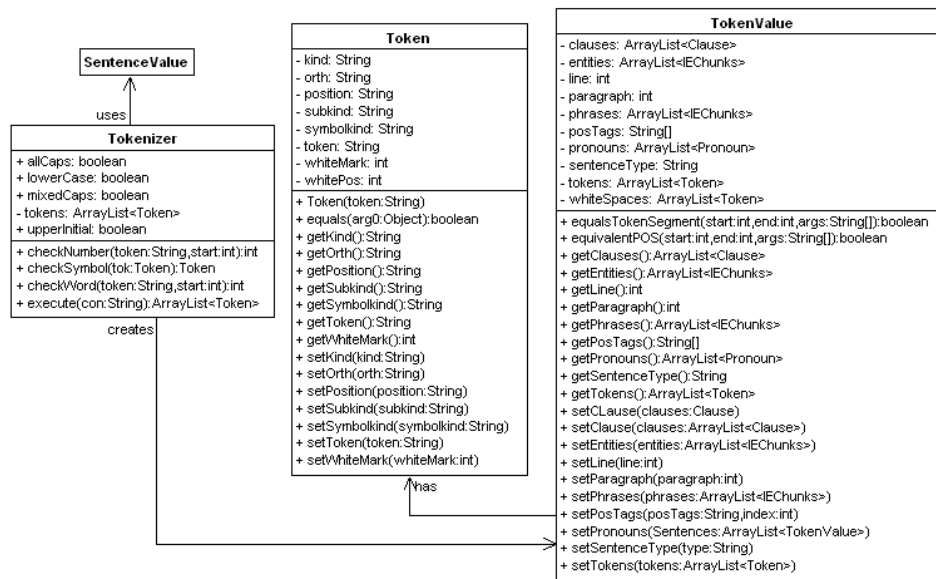 SentenceValue
uses
Tokenizer
+ allCaps: boolean
+ lowerCase: boolean
+ mixedCaps: boolean
- tokens: ArrayList<Token>
+ upperInitial: boolean
+ checkNumber(token:String,start:int):int
+ checkSymbol(tok:Token):Token
+ checkWord(token:String,start:int):int
+ execute(con:String):ArrayList<Token>
creates
Token
- kind: String
- orth: String
- position: String
- subkind: String
- symbolkind: String
- token: String
- whiteMark: int
- whitePos: int
+ Token(token:String)
+ equals(arg0:Object):boolean
+ getKind():String
+ getOrth():String
+ getPosition():String
+ getSubkind():String
+ getSymbolkind():String
+ getToken():String
+ getWhiteMark():int
+ setKind(kind:String)
+ setOrth(orth:String)
+ setPosition(position:String)
+ setSubkind(subkind:String)
+ setSymbolkind(symbolkind:String)
+ setToken(token:String)
+ setWhiteMark(whiteMark:int)
has
TokenValue
- clauses: ArrayList<Clause>
- entities: ArrayList<IEChunks>
- line: int
- paragraph: int
- phrases: ArrayList<IEChunks>
- posTags: String[]
- pronouns: ArrayList<Pronoun>
- sentenceType: String
- tokens: ArrayList<Token>
- whiteSpaces: ArrayList<Token>
+ equalsTokenSegment(start:int,end:int,args:String[]):boolean
+ equivalentPOS(start:int,end:int,args:String[]):boolean
+ getClauses():ArrayList<Clause>
+ getEntities():ArrayList<IEChunks>
+ getLine():int
+ getParagraph():int
+ getPhrases():ArrayList<IEChunks>
+ getPosTags():String[]
+ getPronouns():ArrayList<Pronoun>
+ getSentenceType():String
+ getTokens():ArrayList<Token>
+ setCLause(clauses:Clause)
+ setClause(clauses:ArrayList<Clause>)
+ setEntities(entities:ArrayList<IEChunks>)
+ setLine(line:int)
+ setParagraph(paragraph:int)
+ setPhrases(phrases:ArrayList<IEChunks>)
+ setPosTags(posTags:String,index:int)
+ setPronouns(Sentences:ArrayList<TokenValue>)
+ setSentenceType(type:String)
+ setTokens(tokens:ArrayList<Token>)